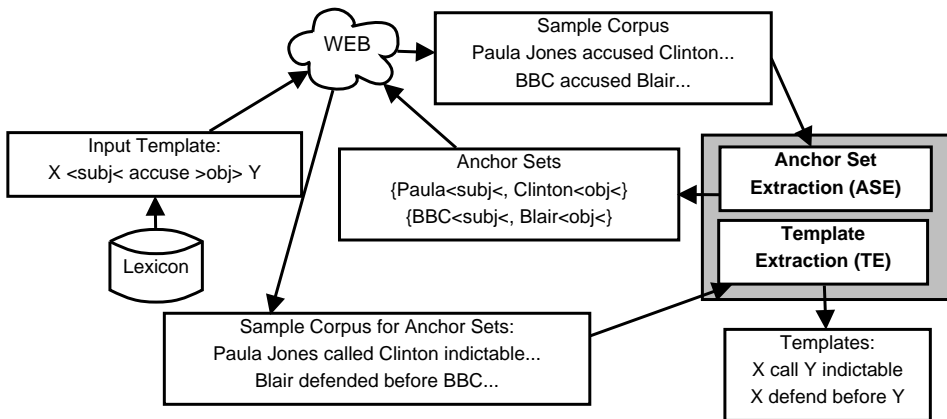 WEB
Sample Corpus
Paula Jones accused Clinton...
BBC accused Blair...
Input Template:
X <subj< accuse >obj> Y
Lexicon
Anchor Sets
{Paula<subj<, Clinton<obj<}
{BBC<subj<, Blair<obj<}
Anchor Set
Extraction (ASE)
Template
Extraction (TE)
Sample Corpus for Anchor Sets:
Paula Jones called Clinton indictable...
Blair defended before BBC...
Templates:
X call Y indictable
X defend before Y